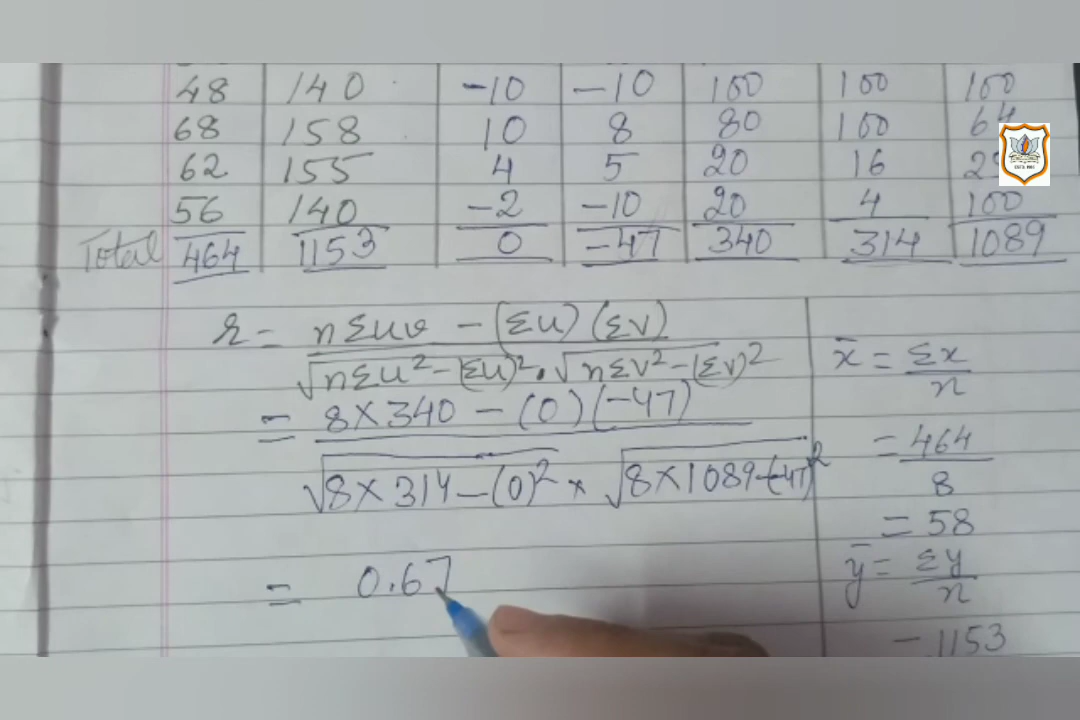 48 140 -10 -10 100 100 100
68 158 10 8 80 100 64
62 155 4 5 20 16
56 140 -2 -10 20 4 100
Total 464 1153 0 -47 340 314 1089
r = nΣuv - (Σu) (Σv) / √nΣu² - (Σu)² . √nΣv² - (Σv)²
= 8 × 340 - (0) (-47) / √8 × 314 - (0)² × √8 × 1089 - (-47)²
= 0.67
x̄ = Σx / n
= 464 / 8
= 58
ȳ = Σy / n
- 1153